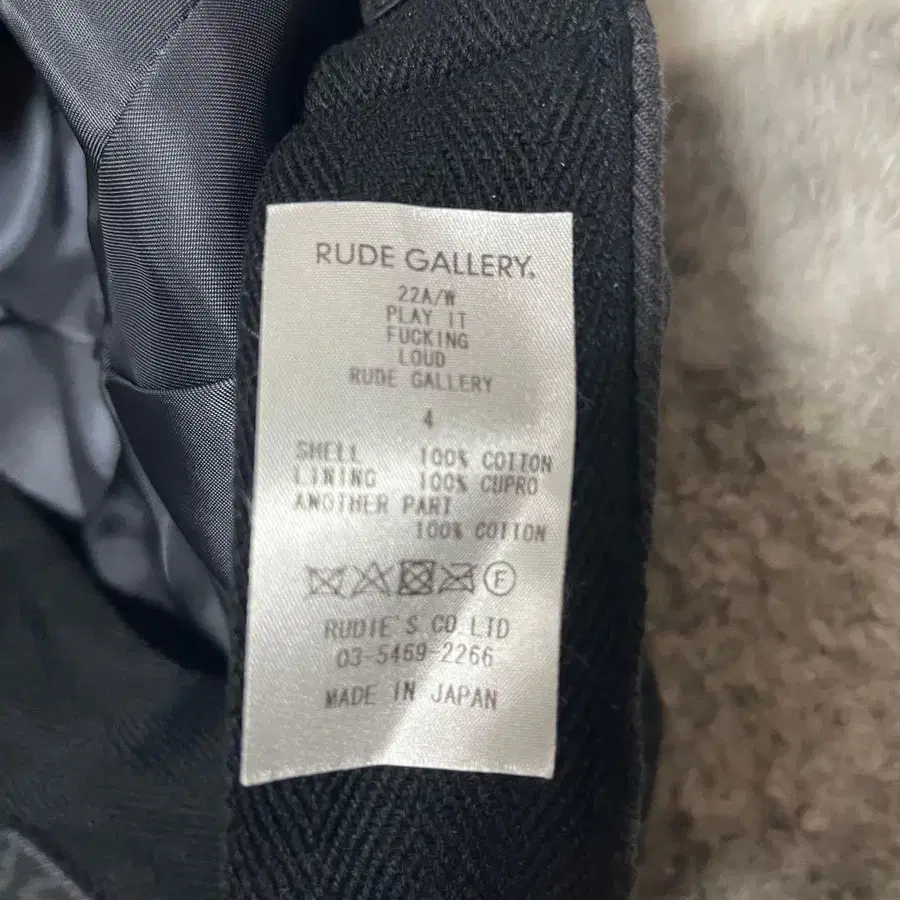 RUDE GALLERY.
22A/W
PLAY IT
FUCKING
LOUD
RUDE GALLERY
4
SHELL 100% COTTON
LINING 100% CUPRO
ANOTHER PART
100% COTTON
F
RUDIE'S CO.LTD
03-5469-2266
MADE IN JAPAN